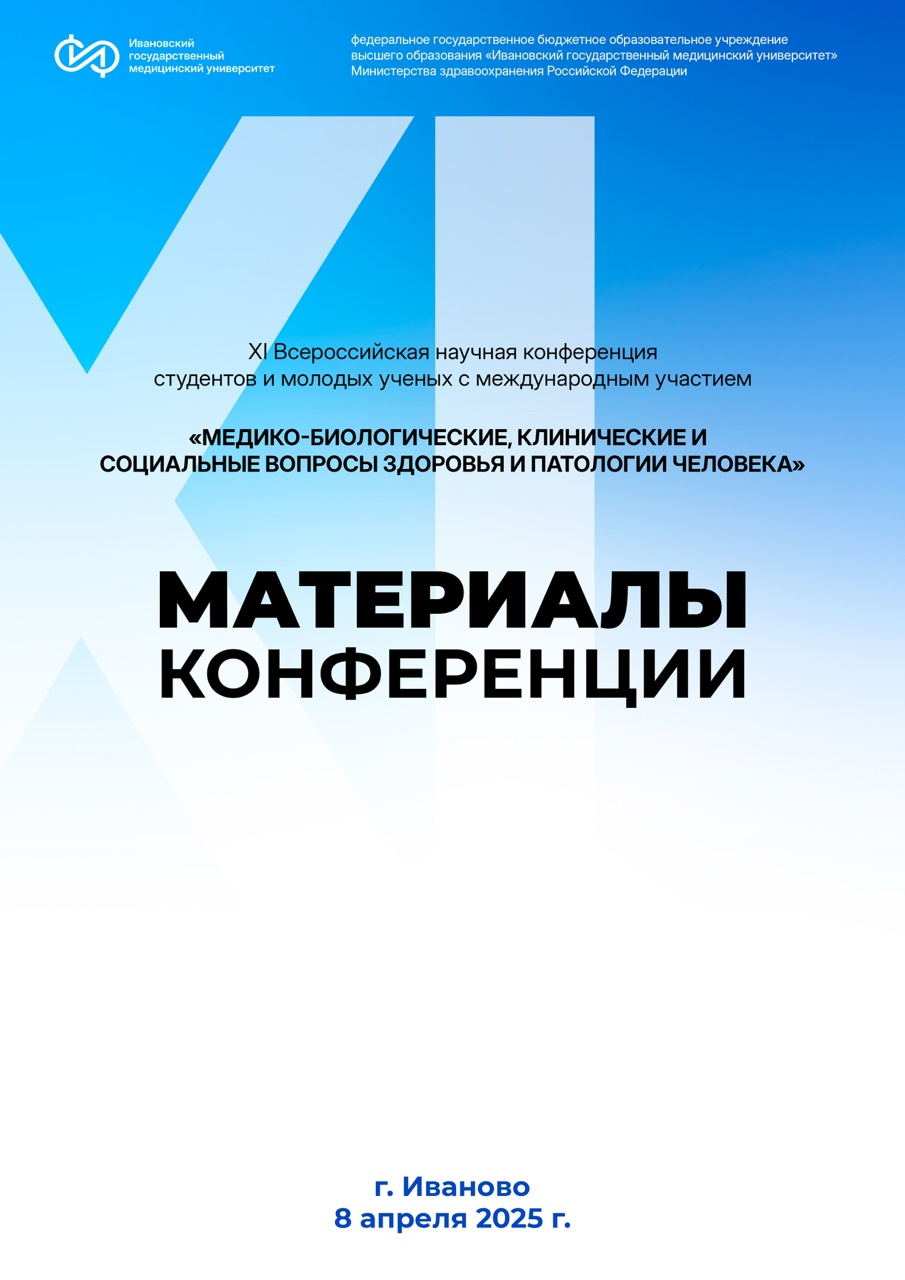 Ивановский
государственный
медицинский университет
федеральное государственное бюджетное образовательное учреждение
высшего образования «Ивановский государственный медицинский университет»
Министерства здравоохранения Российской Федерации
XI
XI Всероссийская научная конференция
студентов и молодых ученых с международным участием
«МЕДИКО-БИОЛОГИЧЕСКИЕ, КЛИНИЧЕСКИЕ И
СОЦИАЛЬНЫЕ ВОПРОСЫ ЗДОРОВЬЯ И ПАТОЛОГИИ ЧЕЛОВЕКА»
МАТЕРИАЛЫ
КОНФЕРЕНЦИИ
г. Иваново
8 апреля 2025 г.